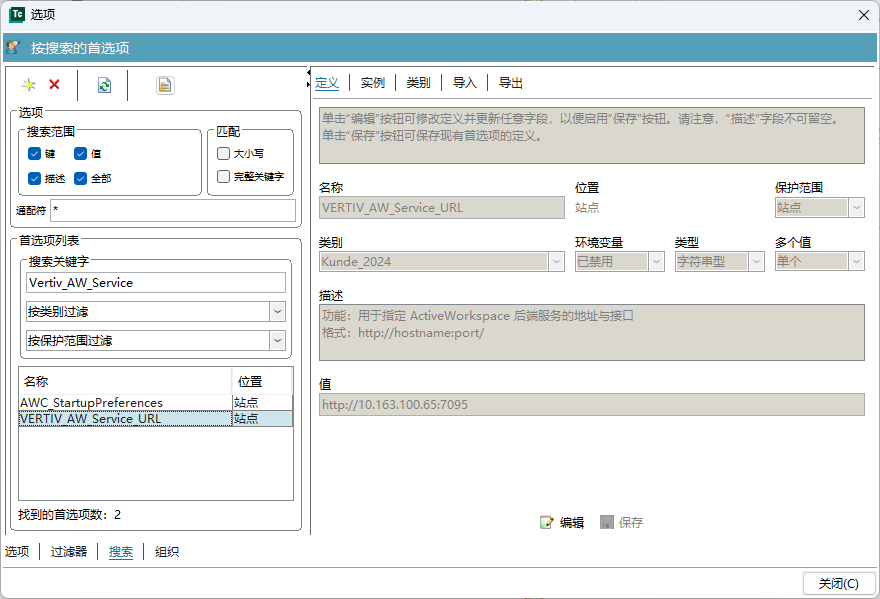 Tc 选项
按搜索的首选项
选项
搜索范围
键 值
描述 全部
匹配
大小写
完整关键字
通配符 *
首选项列表
搜索关键字
Vertiv_AW_Service
按类别过滤
按保护范围过滤
名称 位置
AWC_StartupPreferences 站点
VERTIV_AW_Service_URL 站点
找到的首选项数：2
选项 过滤器 搜索 组织
定义 实例 类别 导入 导出
单击“编辑”按钮可修改定义并更新任意字段，以便启用“保存”按钮。请注意，“描述”字段不可留空。
单击“保存”按钮可保存现有首选项的定义。
名称 位置 保护范围
VERTIV_AW_Service_URL 站点 站点
类别 环境变量 类型 多个值
Kunde_2024 已禁用 字符串型 单个
描述
功能：用于指定 ActiveWorkspace 后端服务的地址与接口
格式：http://hostname:port/
值
http://10.163.100.65:7095
编辑 保存
关闭(C)